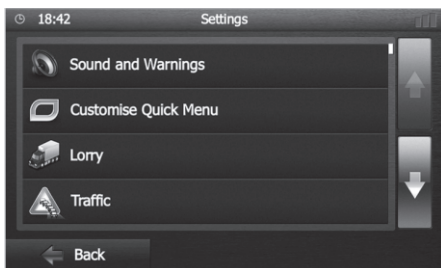 18:42 Settings
Sound and Warnings
Customise Quick Menu
Lorry
Traffic
Back